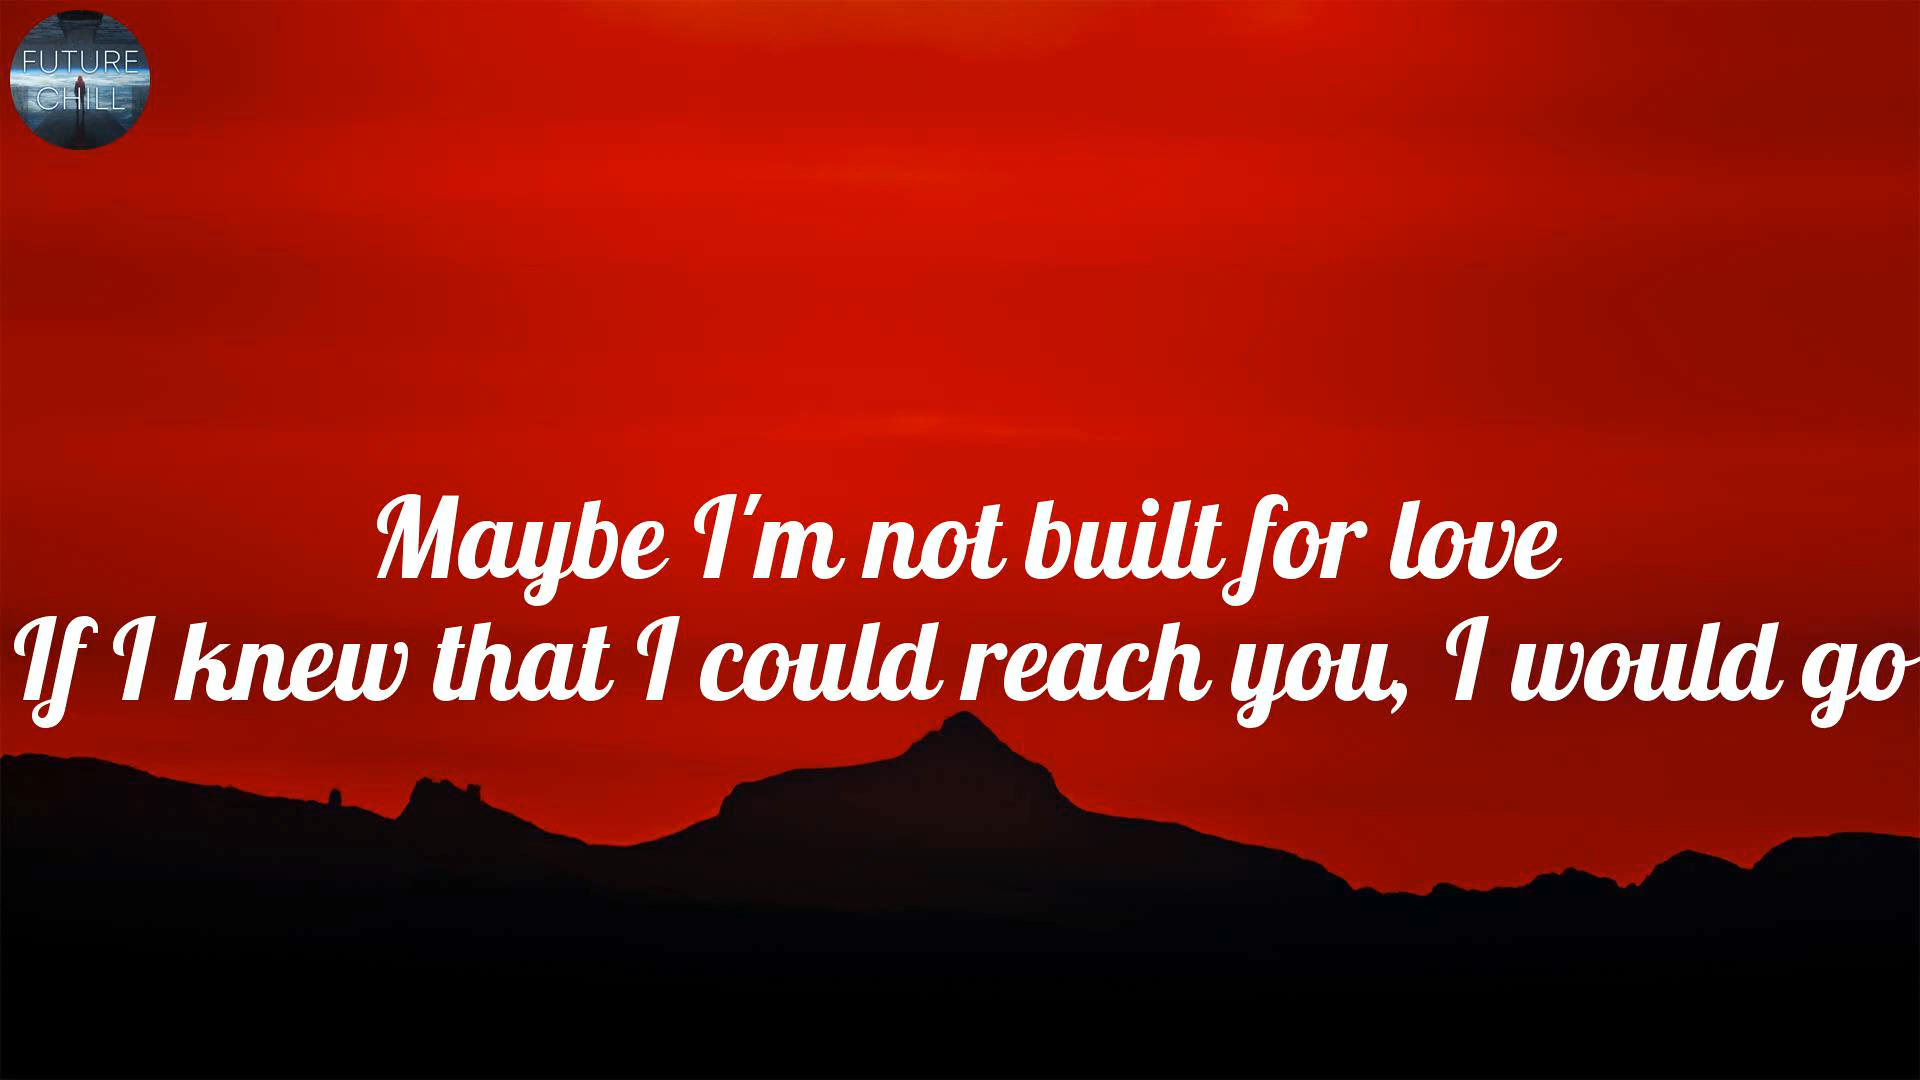 FUTURE
CHILL
Maybe I'm not built for love
If I knew that I could reach you, I would go